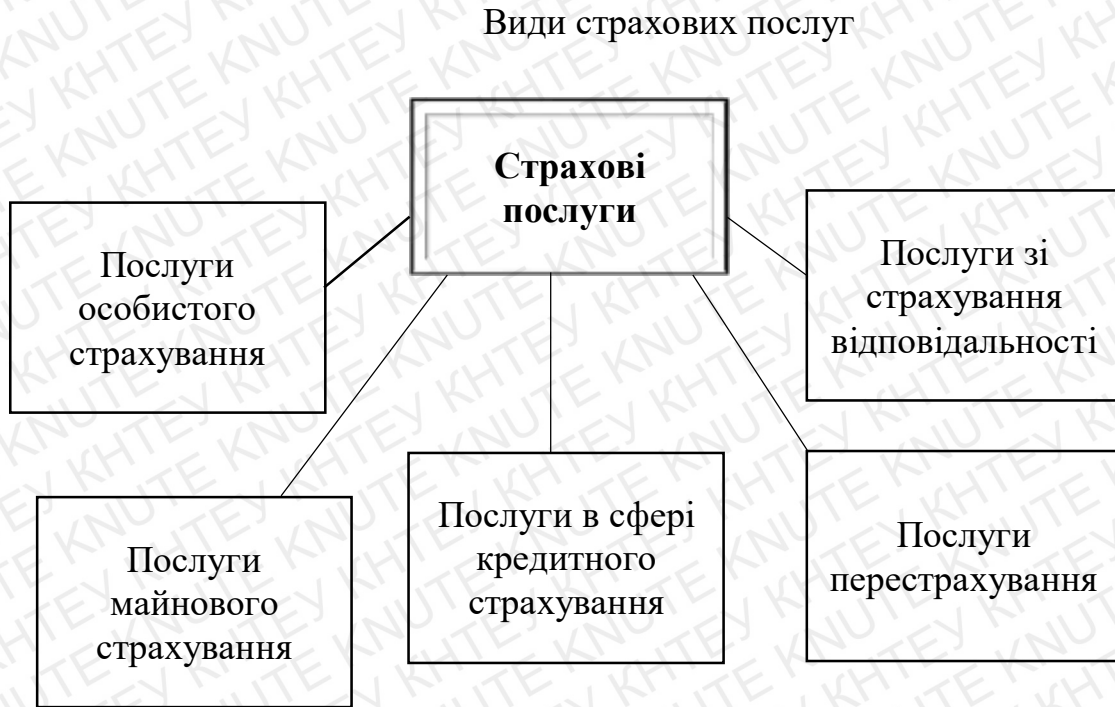 Види страхових послуг
Страхові
послуги
Послуги
особистого
страхування
Послуги зі
страхування
відповідальності
Послуги
майнового
страхування
Послуги в сфері
кредитного
страхування
Послуги
перестрахування